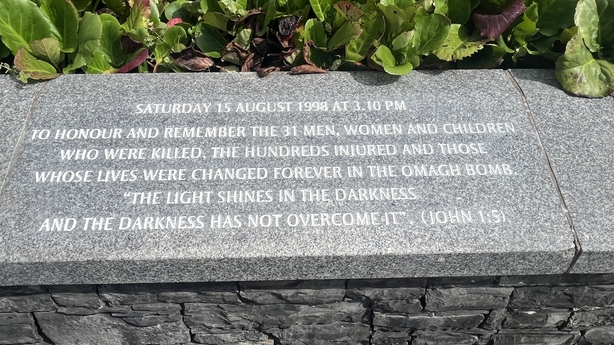 SATURDAY 15 AUGUST 1998 AT 3.10 PM
TO HONOUR AND REMEMBER THE 31 MEN, WOMEN AND CHILDREN
WHO WERE KILLED, THE HUNDREDS INJURED AND THOSE
WHOSE LIVES WERE CHANGED FOREVER IN THE OMAGH BOMB.
"THE LIGHT SHINES IN THE DARKNESS
AND THE DARKNESS HAS NOT OVERCOME IT". (JOHN 1:5)